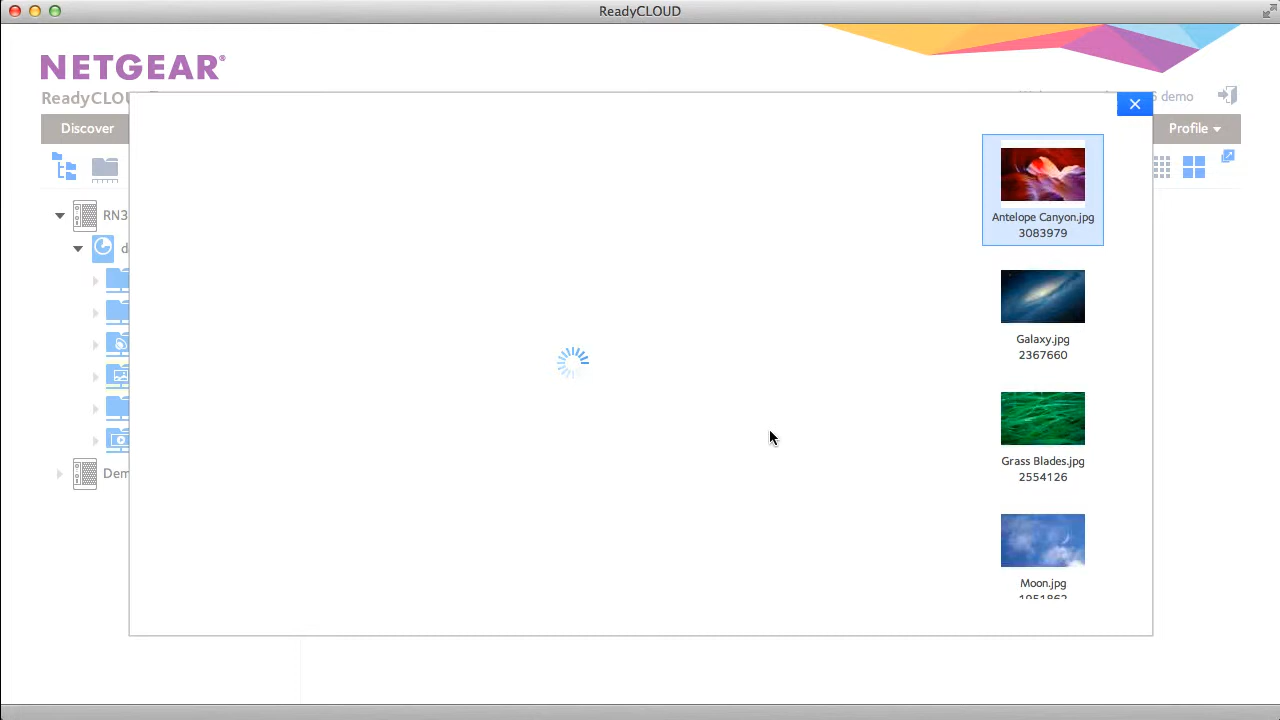 ReadyCLOUD
NETGEAR®
ReadyCLOU
demo
Discover
Profile
RN3
d
Dem
Antelope Canyon.jpg
3083979
Galaxy.jpg
2367660
Grass Blades.jpg
2554126
Moon.jpg
1951862